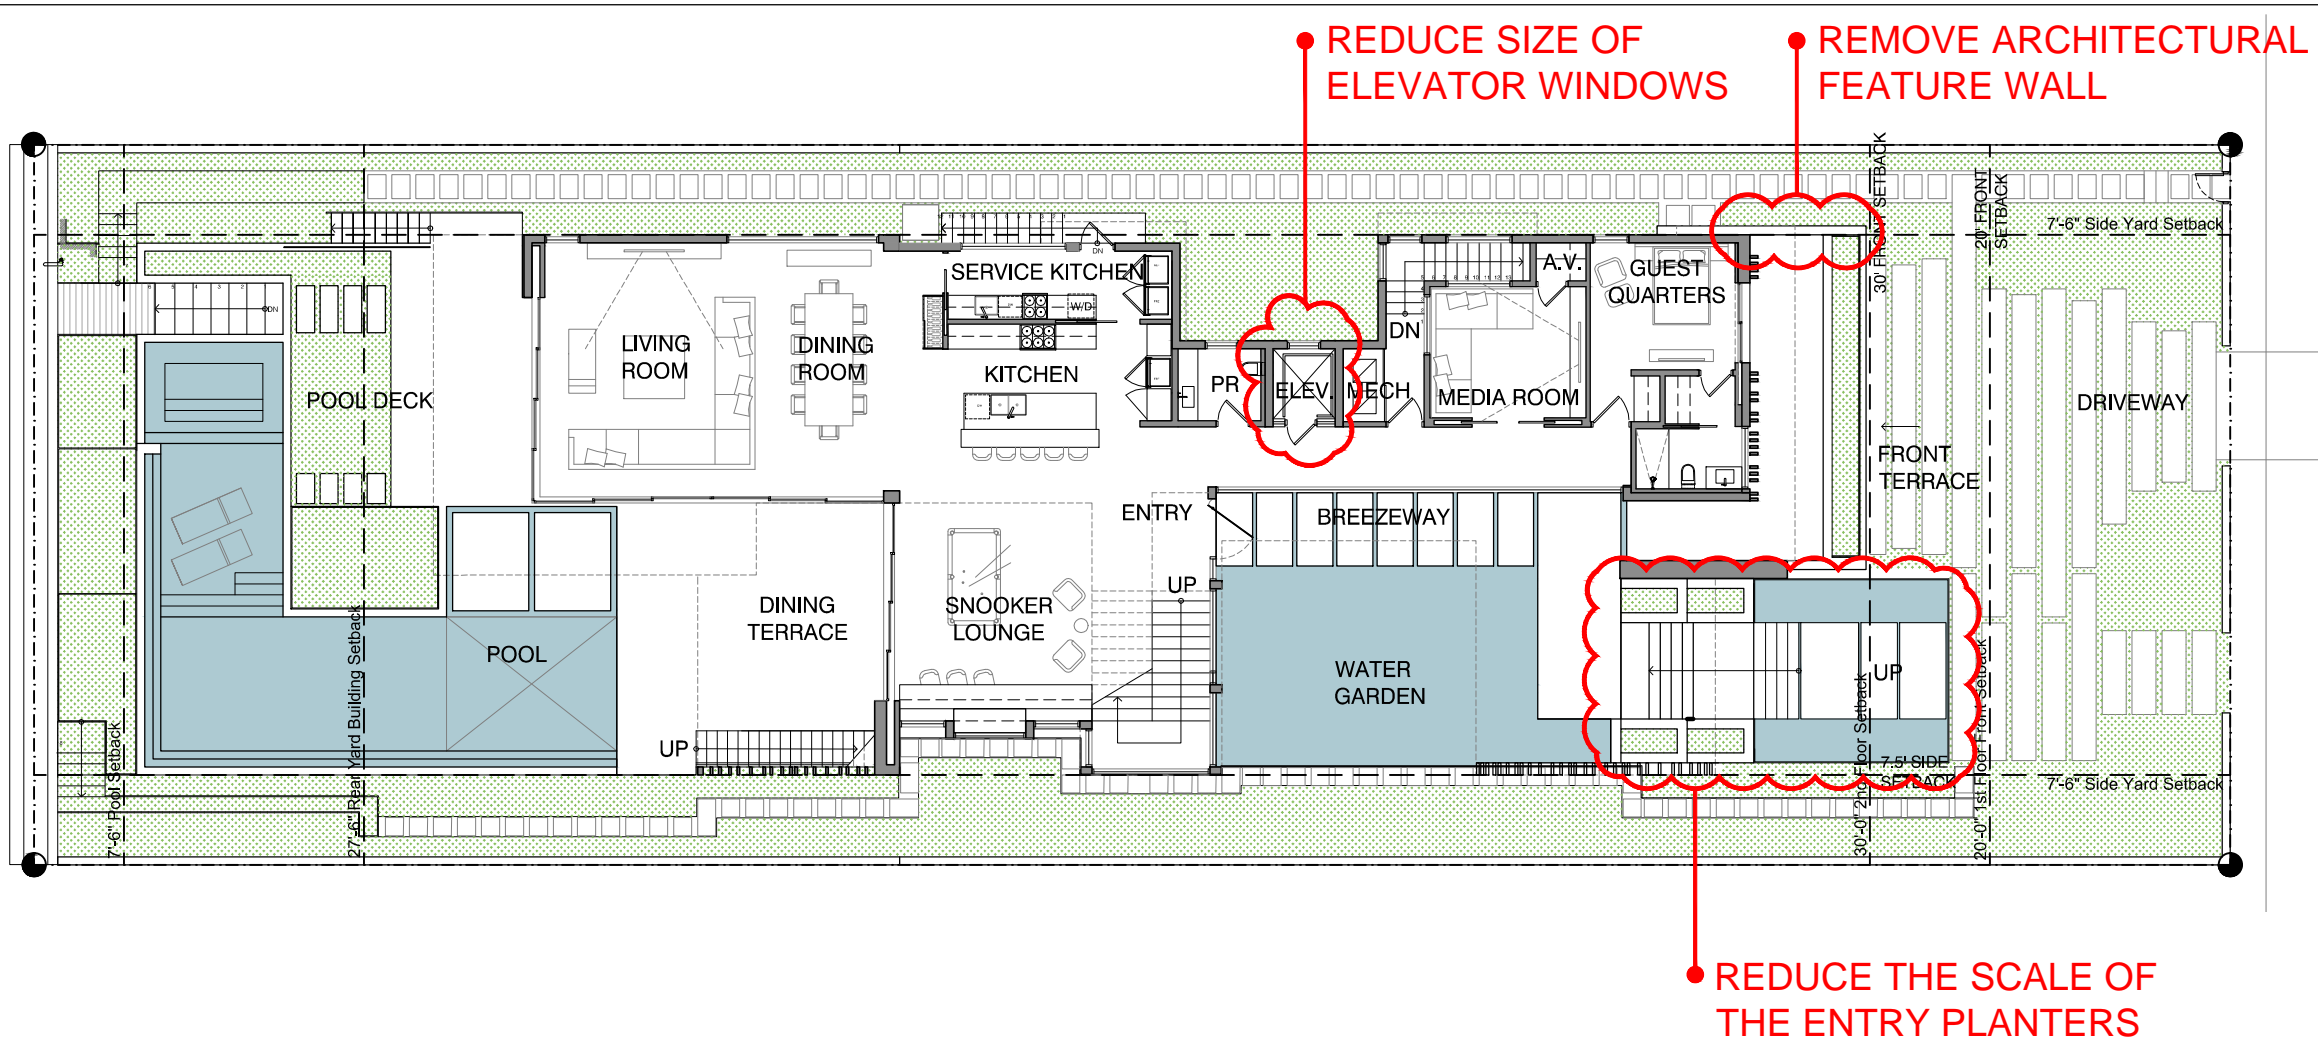 REDUCE SIZE OF
ELEVATOR WINDOWS
REMOVE ARCHITECTURAL
FEATURE WALL
30' FRONT SETBACK
20' FRONT
SETBACK
7'-6" Side Yard Setback
SERVICE KITCHEN
DN
A.V.
GUEST
QUARTERS
W/D
DN
DN
LIVING
ROOM
DINING
ROOM
KITCHEN
PR
ELEV.
MECH
MEDIA ROOM
POOL DECK
DRIVEWAY
FRONT
TERRACE
ENTRY
BREEZEWAY
UP
DINING
TERRACE
SNOOKER
LOUNGE
POOL
WATER
GARDEN
UP
UP
7.5' SIDE
SETBACK
7'-6" Side Yard Setback
7'-6" Pool Setback
27'-6" Rear Yard Building Setback
30'-0" 2nd Floor Setback
20'-0" 1st Floor Front Setback
REDUCE THE SCALE OF
THE ENTRY PLANTERS